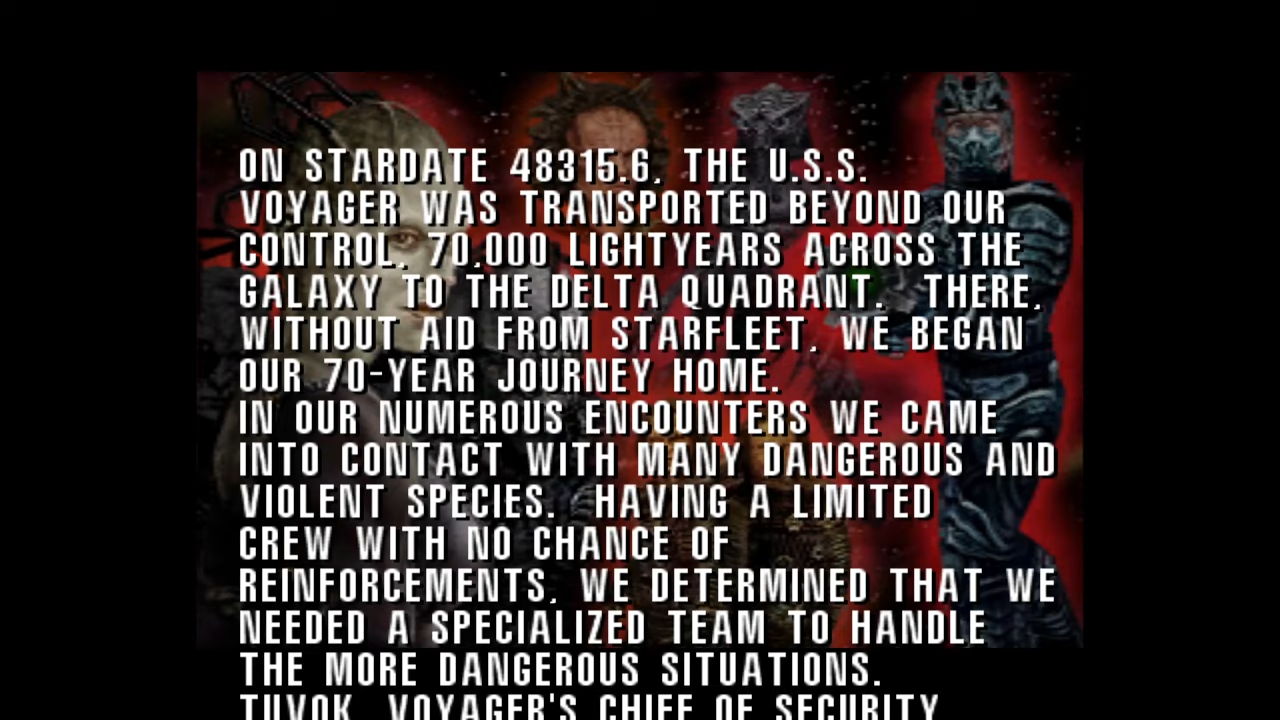 ON STARDATE 48315.6, THE U.S.S.
VOYAGER WAS TRANSPORTED BEYOND OUR
CONTROL, 70,000 LIGHTYEARS ACROSS THE
GALAXY TO THE DELTA QUADRANT.  THERE,
WITHOUT AID FROM STARFLEET, WE BEGAN
OUR 70-YEAR JOURNEY HOME.
IN OUR NUMEROUS ENCOUNTERS WE CAME
INTO CONTACT WITH MANY DANGEROUS AND
VIOLENT SPECIES.  HAVING A LIMITED
CREW WITH NO CHANCE OF
REINFORCEMENTS, WE DETERMINED THAT WE
NEEDED A SPECIALIZED TEAM TO HANDLE
THE MORE DANGEROUS SITUATIONS.
TUVOK, VOYAGER'S CHIEF OF SECURITY